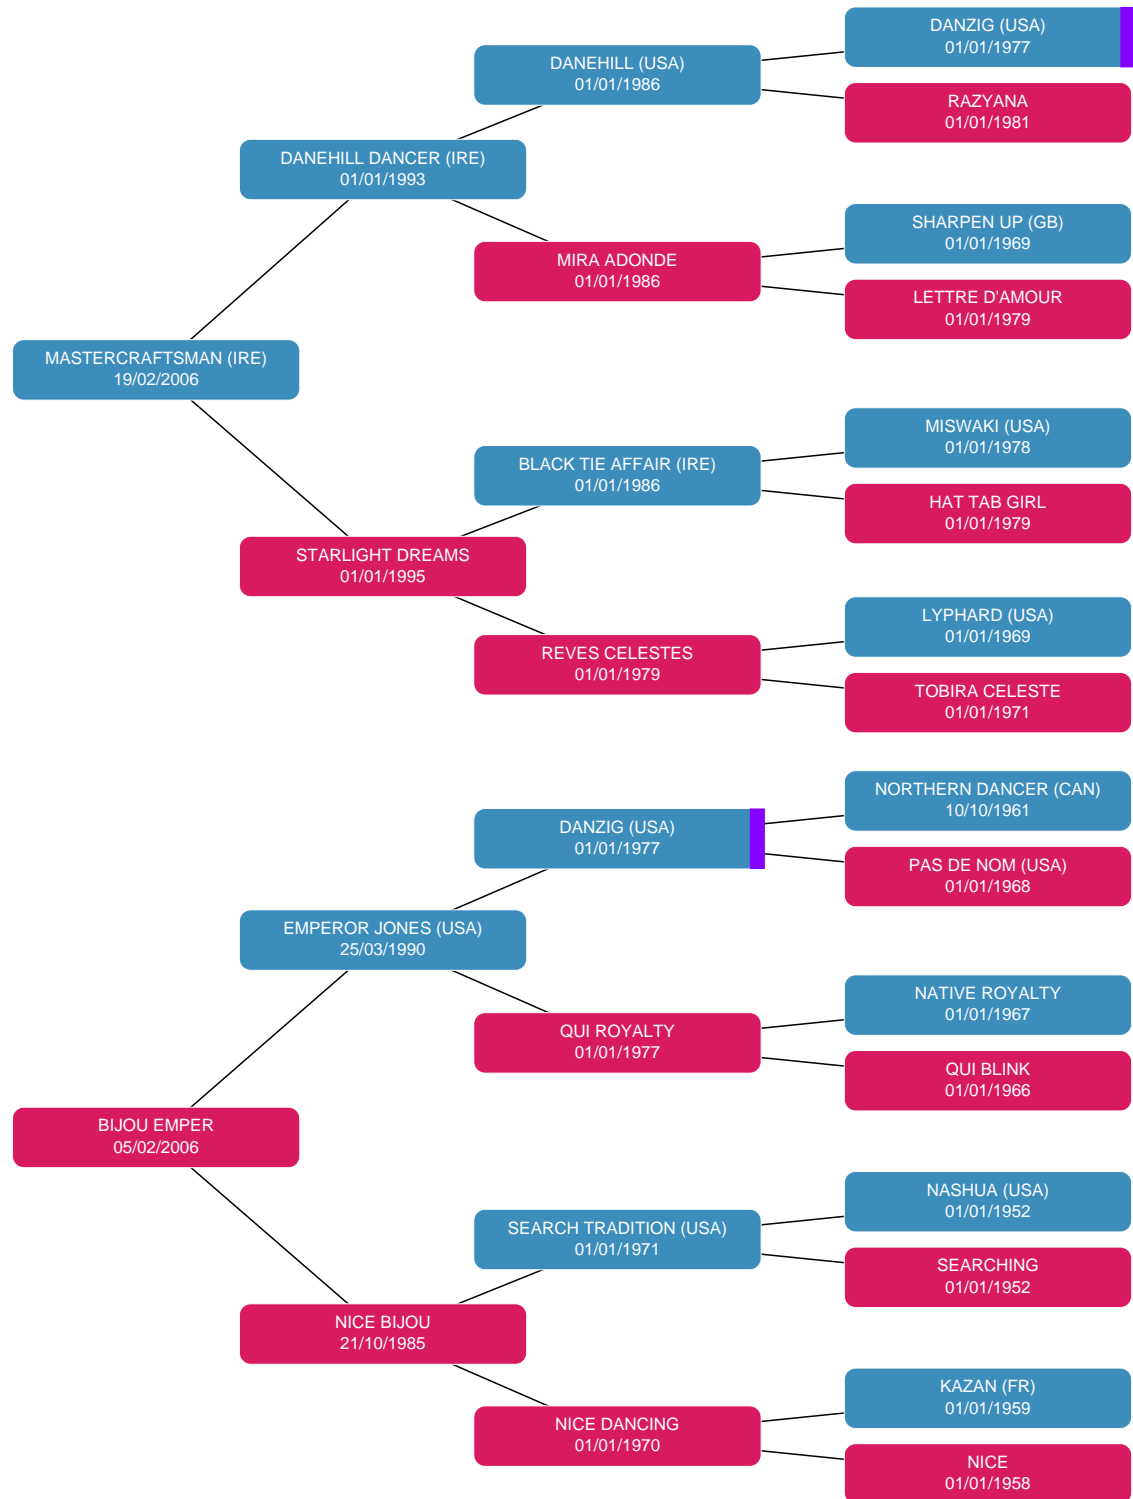 DANZIG (USA)
01/01/1977
DANEHILL (USA)
01/01/1986
RAZYANA
01/01/1981
DANEHILL DANCER (IRE)
01/01/1993
SHARPEN UP (GB)
01/01/1969
MIRA ADONDE
01/01/1986
LETTRE D'AMOUR
01/01/1979
MASTERCRAFTSMAN (IRE)
19/02/2006
MISWAKI (USA)
01/01/1978
BLACK TIE AFFAIR (IRE)
01/01/1986
HAT TAB GIRL
01/01/1979
STARLIGHT DREAMS
01/01/1995
LYPHARD (USA)
01/01/1969
REVES CELESTES
01/01/1979
TOBIRA CELESTE
01/01/1971
NORTHERN DANCER (CAN)
10/10/1961
DANZIG (USA)
01/01/1977
PAS DE NOM (USA)
01/01/1968
EMPEROR JONES (USA)
25/03/1990
NATIVE ROYALTY
01/01/1967
QUI ROYALTY
01/01/1977
QUI BLINK
01/01/1966
BIJOU EMPER
05/02/2006
NASHUA (USA)
01/01/1952
SEARCH TRADITION (USA)
01/01/1971
SEARCHING
01/01/1952
NICE BIJOU
21/10/1985
KAZAN (FR)
01/01/1959
NICE DANCING
01/01/1970
NICE
01/01/1958